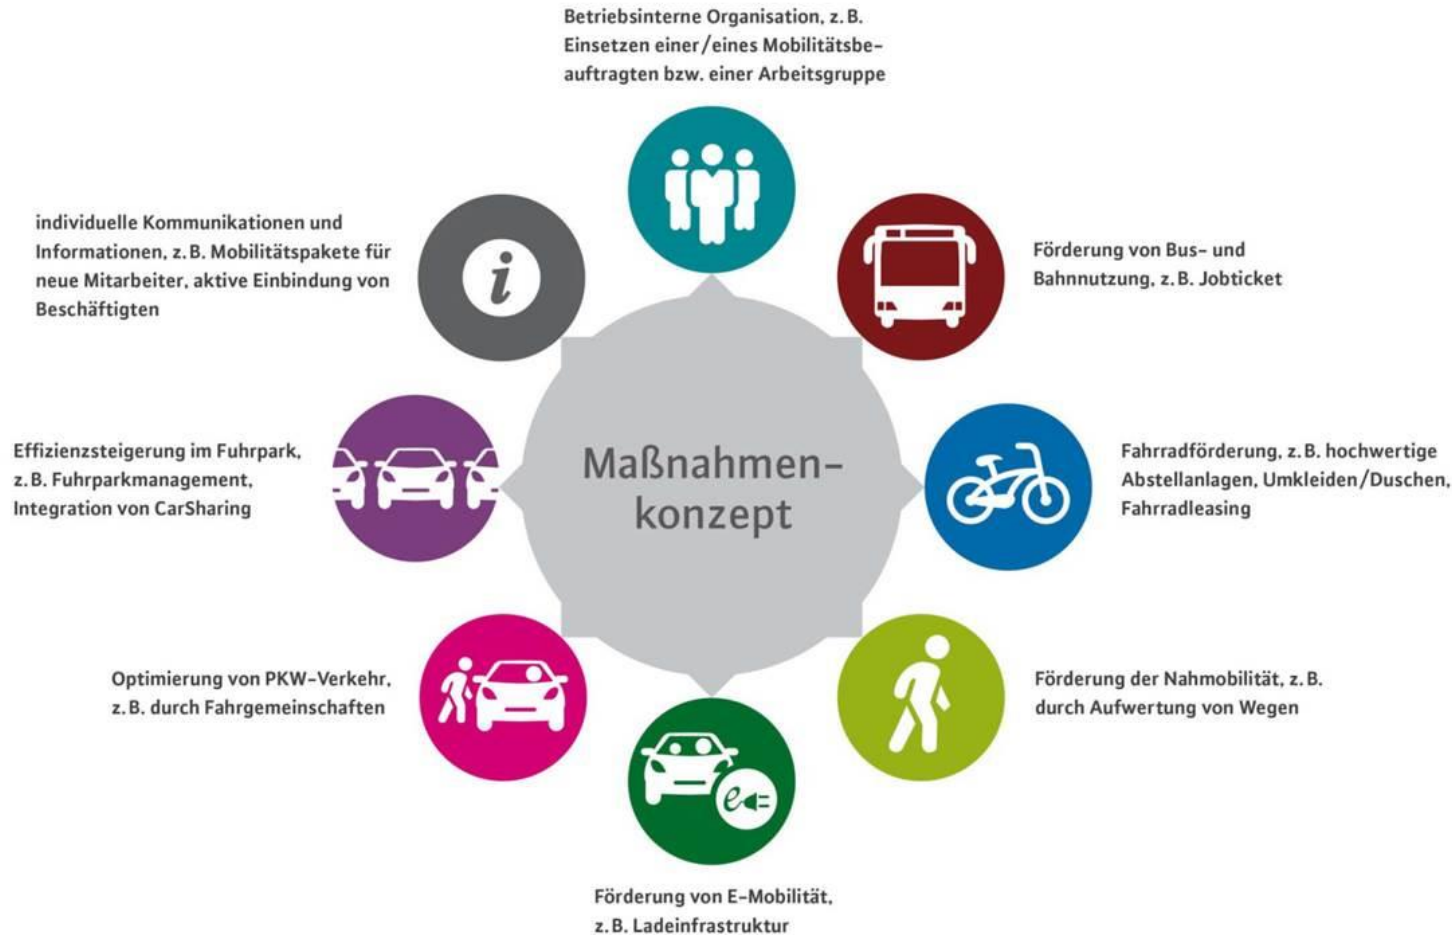 Betriebsinterne Organisation, z. B.
Einsetzen einer/eines Mobilitätsbe-
auftragten bzw. einer Arbeitsgruppe
Förderung von Bus- und
Bahnnutzung, z. B. Jobticket
Fahrradförderung, z. B. hochwertige
Abstellanlagen, Umkleiden/Duschen,
Fahrradleasing
Förderung der Nahmobilität, z. B.
durch Aufwertung von Wegen
Förderung von E-Mobilität,
z. B. Ladeinfrastruktur
Optimierung von PKW-Verkehr,
z. B. durch Fahrgemeinschaften
Effizienzsteigerung im Fuhrpark,
z. B. Fuhrparkmanagement,
Integration von CarSharing
individuelle Kommunikationen und
Informationen, z. B. Mobilitätspakete für
neue Mitarbeiter, aktive Einbindung von
Beschäftigten
i
e
Maßnahmen-
konzept